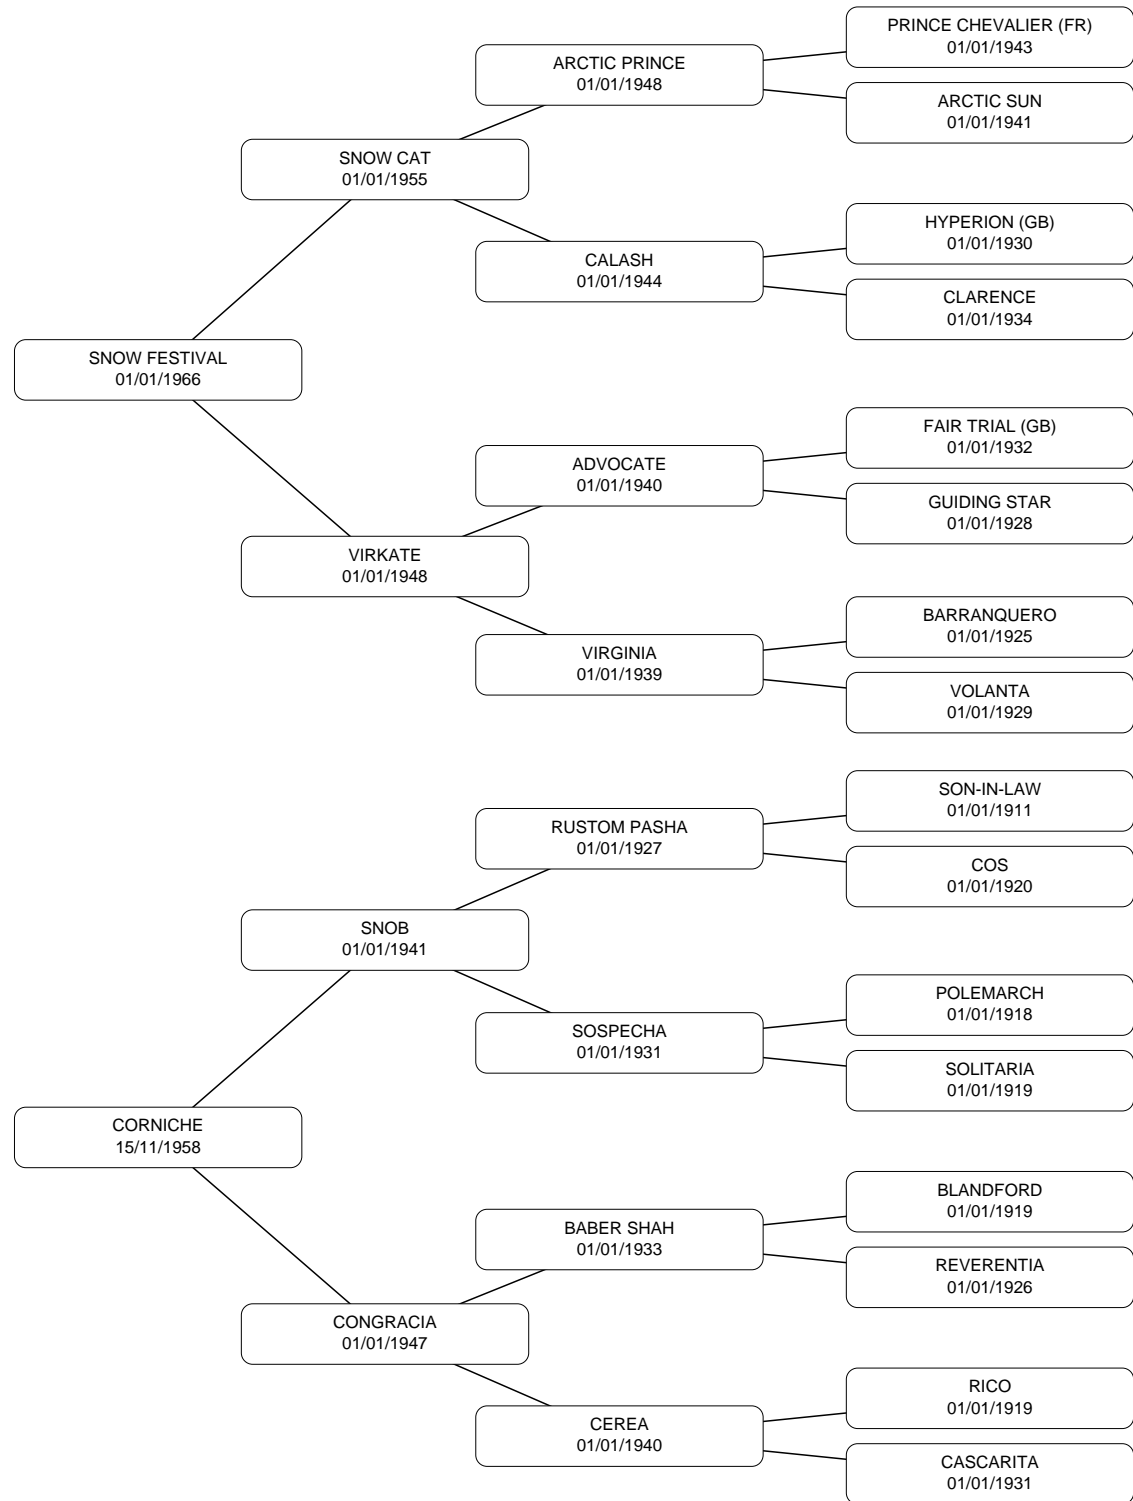 PRINCE CHEVALIER (FR)
01/01/1943
ARCTIC PRINCE
01/01/1948
ARCTIC SUN
01/01/1941
SNOW CAT
01/01/1955
HYPERION (GB)
01/01/1930
CALASH
01/01/1944
CLARENCE
01/01/1934
SNOW FESTIVAL
01/01/1966
FAIR TRIAL (GB)
01/01/1932
ADVOCATE
01/01/1940
GUIDING STAR
01/01/1928
VIRKATE
01/01/1948
BARRANQUERO
01/01/1925
VIRGINIA
01/01/1939
VOLANTA
01/01/1929
SON-IN-LAW
01/01/1911
RUSTOM PASHA
01/01/1927
COS
01/01/1920
SNOB
01/01/1941
POLEMARCH
01/01/1918
SOSPECHA
01/01/1931
SOLITARIA
01/01/1919
CORNICHE
15/11/1958
BLANDFORD
01/01/1919
BABER SHAH
01/01/1933
REVERENTIA
01/01/1926
CONGRACIA
01/01/1947
RICO
01/01/1919
CEREA
01/01/1940
CASCARITA
01/01/1931